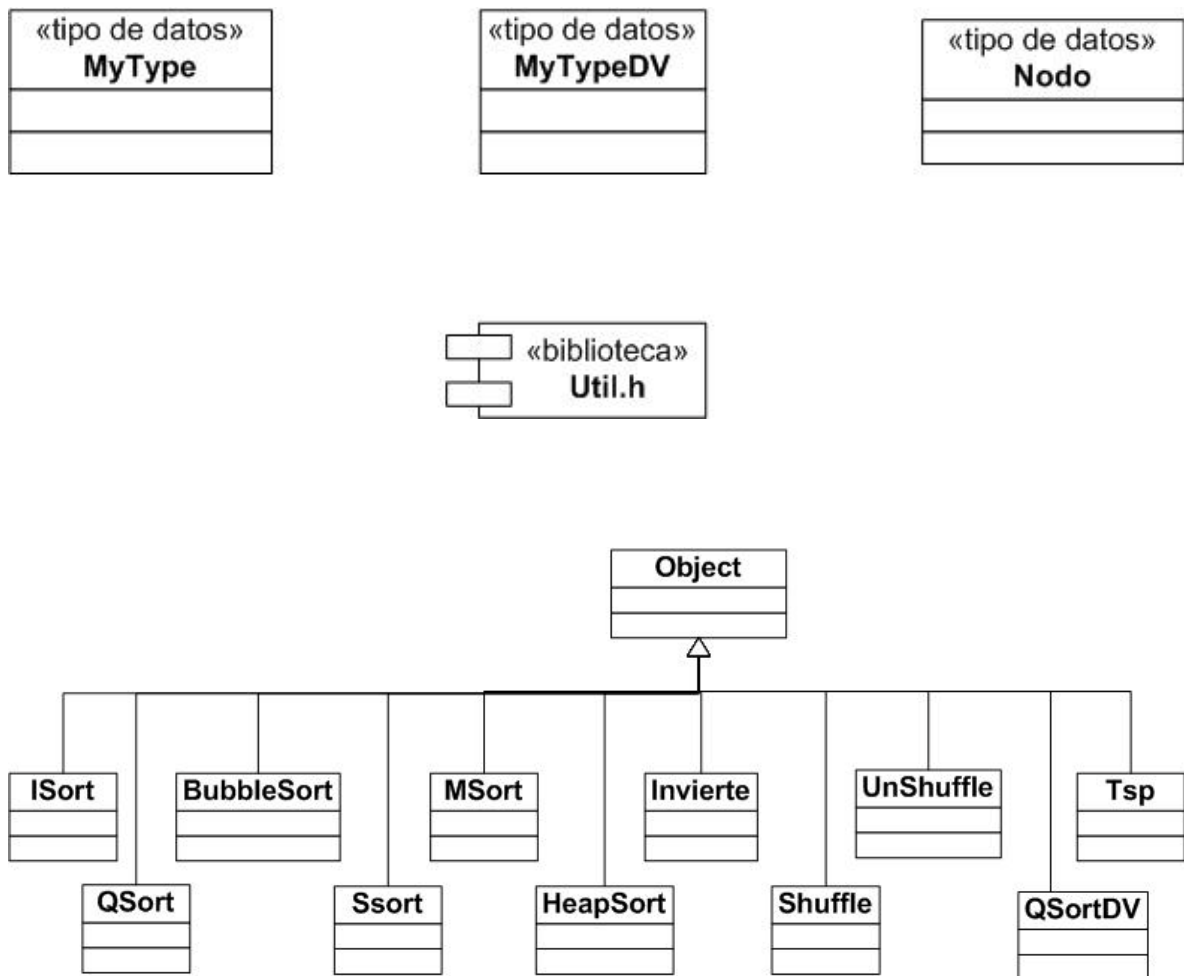 «tipo de datos»
MyType
«tipo de datos»
MyTypeDV
«tipo de datos»
Nodo
«biblioteca»
Util.h
Object
ISort
BubbleSort
MSort
Invierte
UnShuffle
Tsp
QSort
Ssort
HeapSort
Shuffle
QSortDV